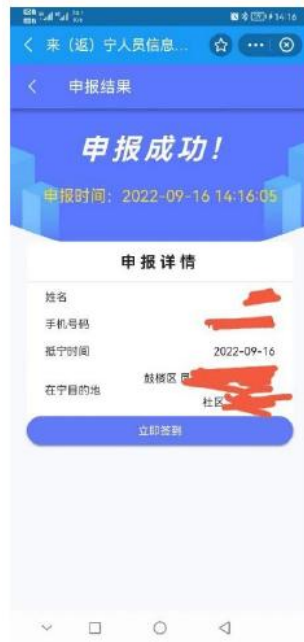 14:16
来（返）宁人员信息...
申报结果
申报成功！
申报时间：2022-09-16 14:16:05
申报详情
姓名
手机号码
抵宁时间 2022-09-16
鼓楼区
在宁目的地
社区
立即签到